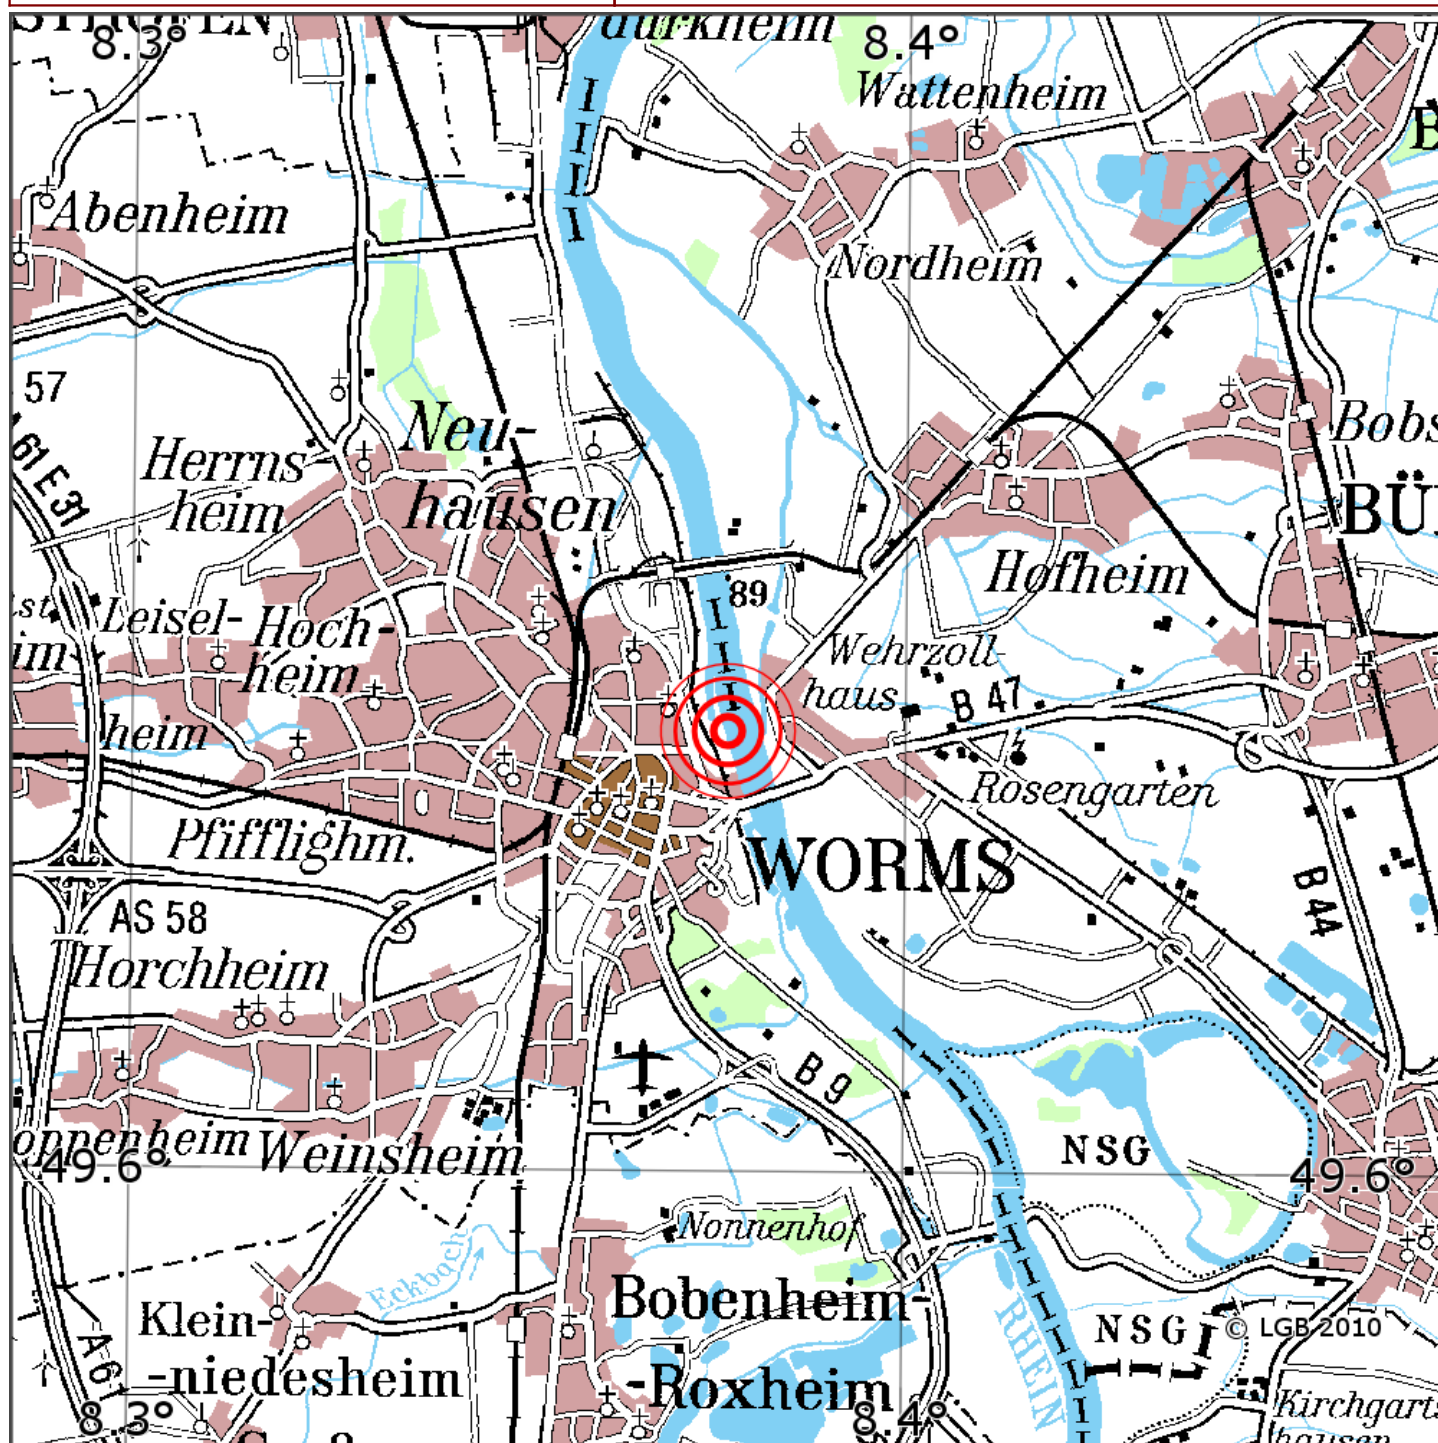 8.3°
8.4°
dürkheim
Wattenheim
Abenheim
Nordheim
57
Neu-
hausen
Herrns
heim
A 61 E 31
Bobs
BÜ
Hofheim
89
Leisel-
heim
Hoch-
heim
Wehrzoll-
haus
B 47
Rosengarten
Pfifflighm.
WORMS
B 44
AS 58
Horchheim
B 9
NSG
oppenheim
Weinsheim
49.6°
49.6°
Nonnenhof
Eckbach
Bobenheim-
-Roxheim
Klein-
-niedesheim
A 61
RHEIN
NSG
© LGB 2010
Kirchgarts
hausen
8.3°
8.4°